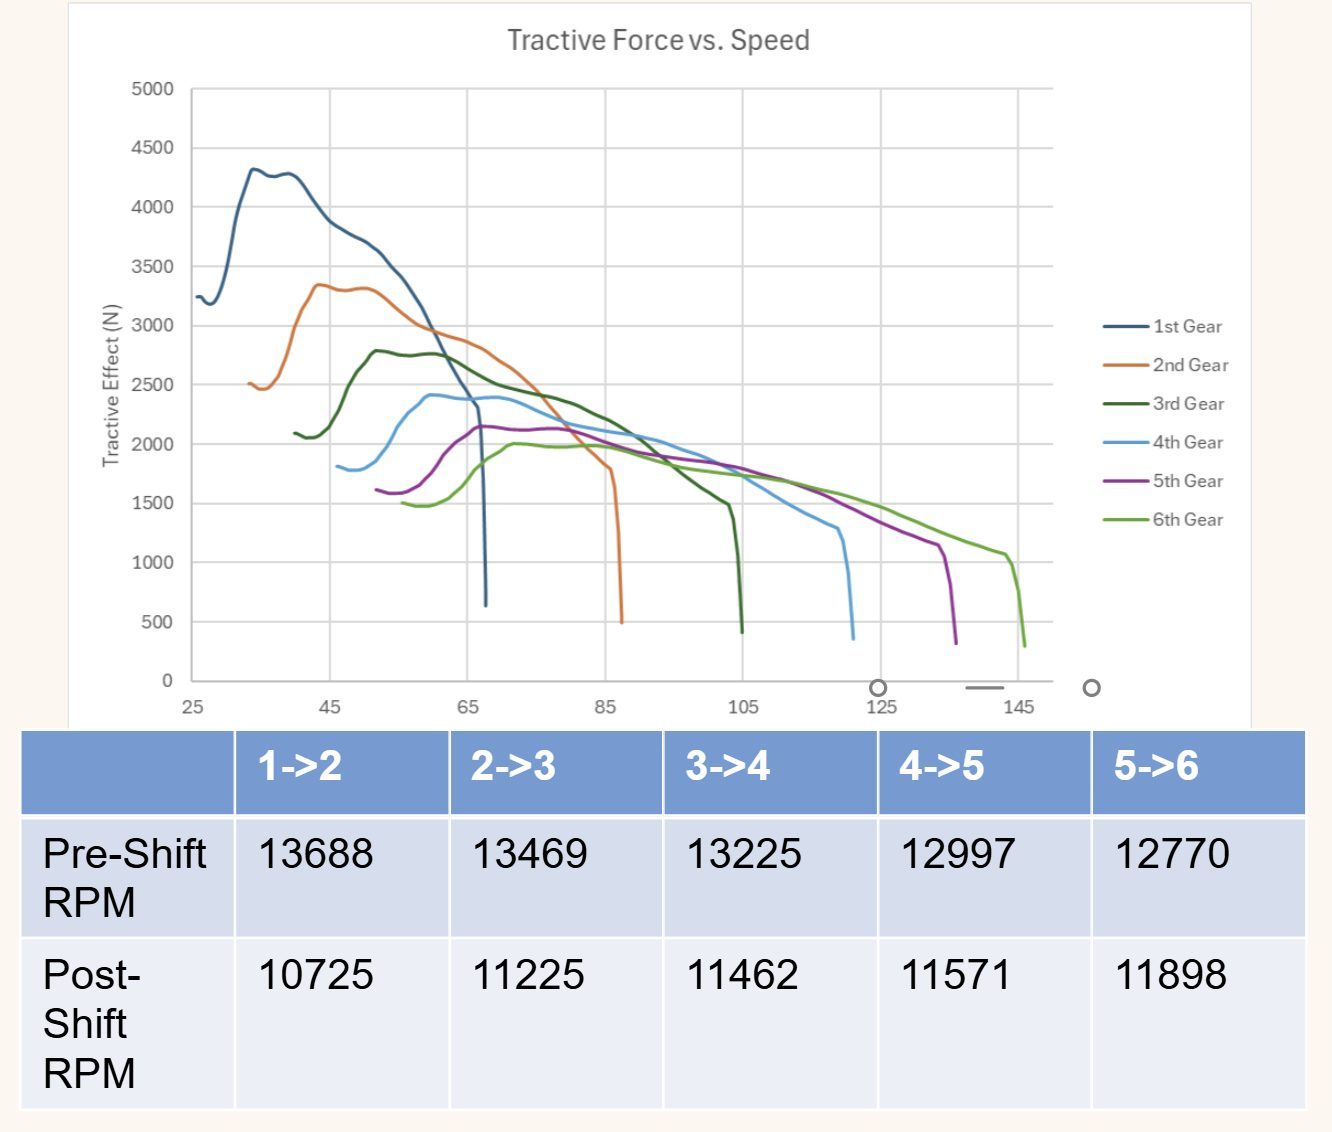 Tractive Force vs. Speed
5000
4500
4000
3500
3000
2500
2000
1500
1000
500
0
Tractive Effect (N)
25 45 65 85 105 125 145
1st Gear
2nd Gear
3rd Gear
4th Gear
5th Gear
6th Gear
1->2 2->3 3->4 4->5 5->6
Pre-Shift 13688 13469 13225 12997 12770
RPM
Post- 10725 11225 11462 11571 11898
Shift
RPM